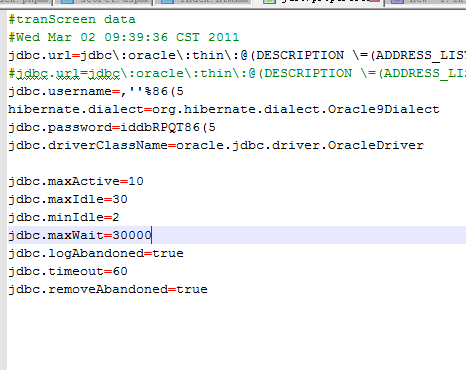 #tranScreen data
#Wed Mar 02 09:39:36 CST 2011
jdbc.url=jdbc\:oracle\:thin\:@(DESCRIPTION \=(ADDRESS_LIS
#jdbc.url=jdbc\:oracle\:thin\:@(DESCRIPTION \=(ADDRESS_LI
jdbc.username=,''%86(5
hibernate.dialect=org.hibernate.dialect.Oracle9Dialect
jdbc.password=iddbRPQT86(5
jdbc.driverClassName=oracle.jdbc.driver.OracleDriver
jdbc.maxActive=10
jdbc.maxIdle=30
jdbc.minIdle=2
jdbc.maxWait=30000
jdbc.logAbandoned=true
jdbc.timeout=60
jdbc.removeAbandoned=true